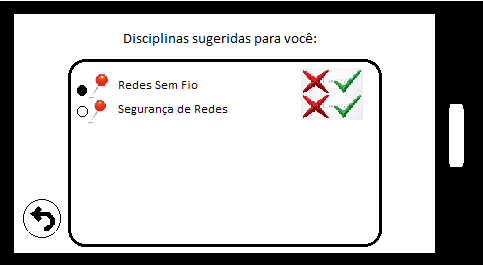 Disciplinas sugeridas para você:
Redes Sem Fio
Segurança de Redes